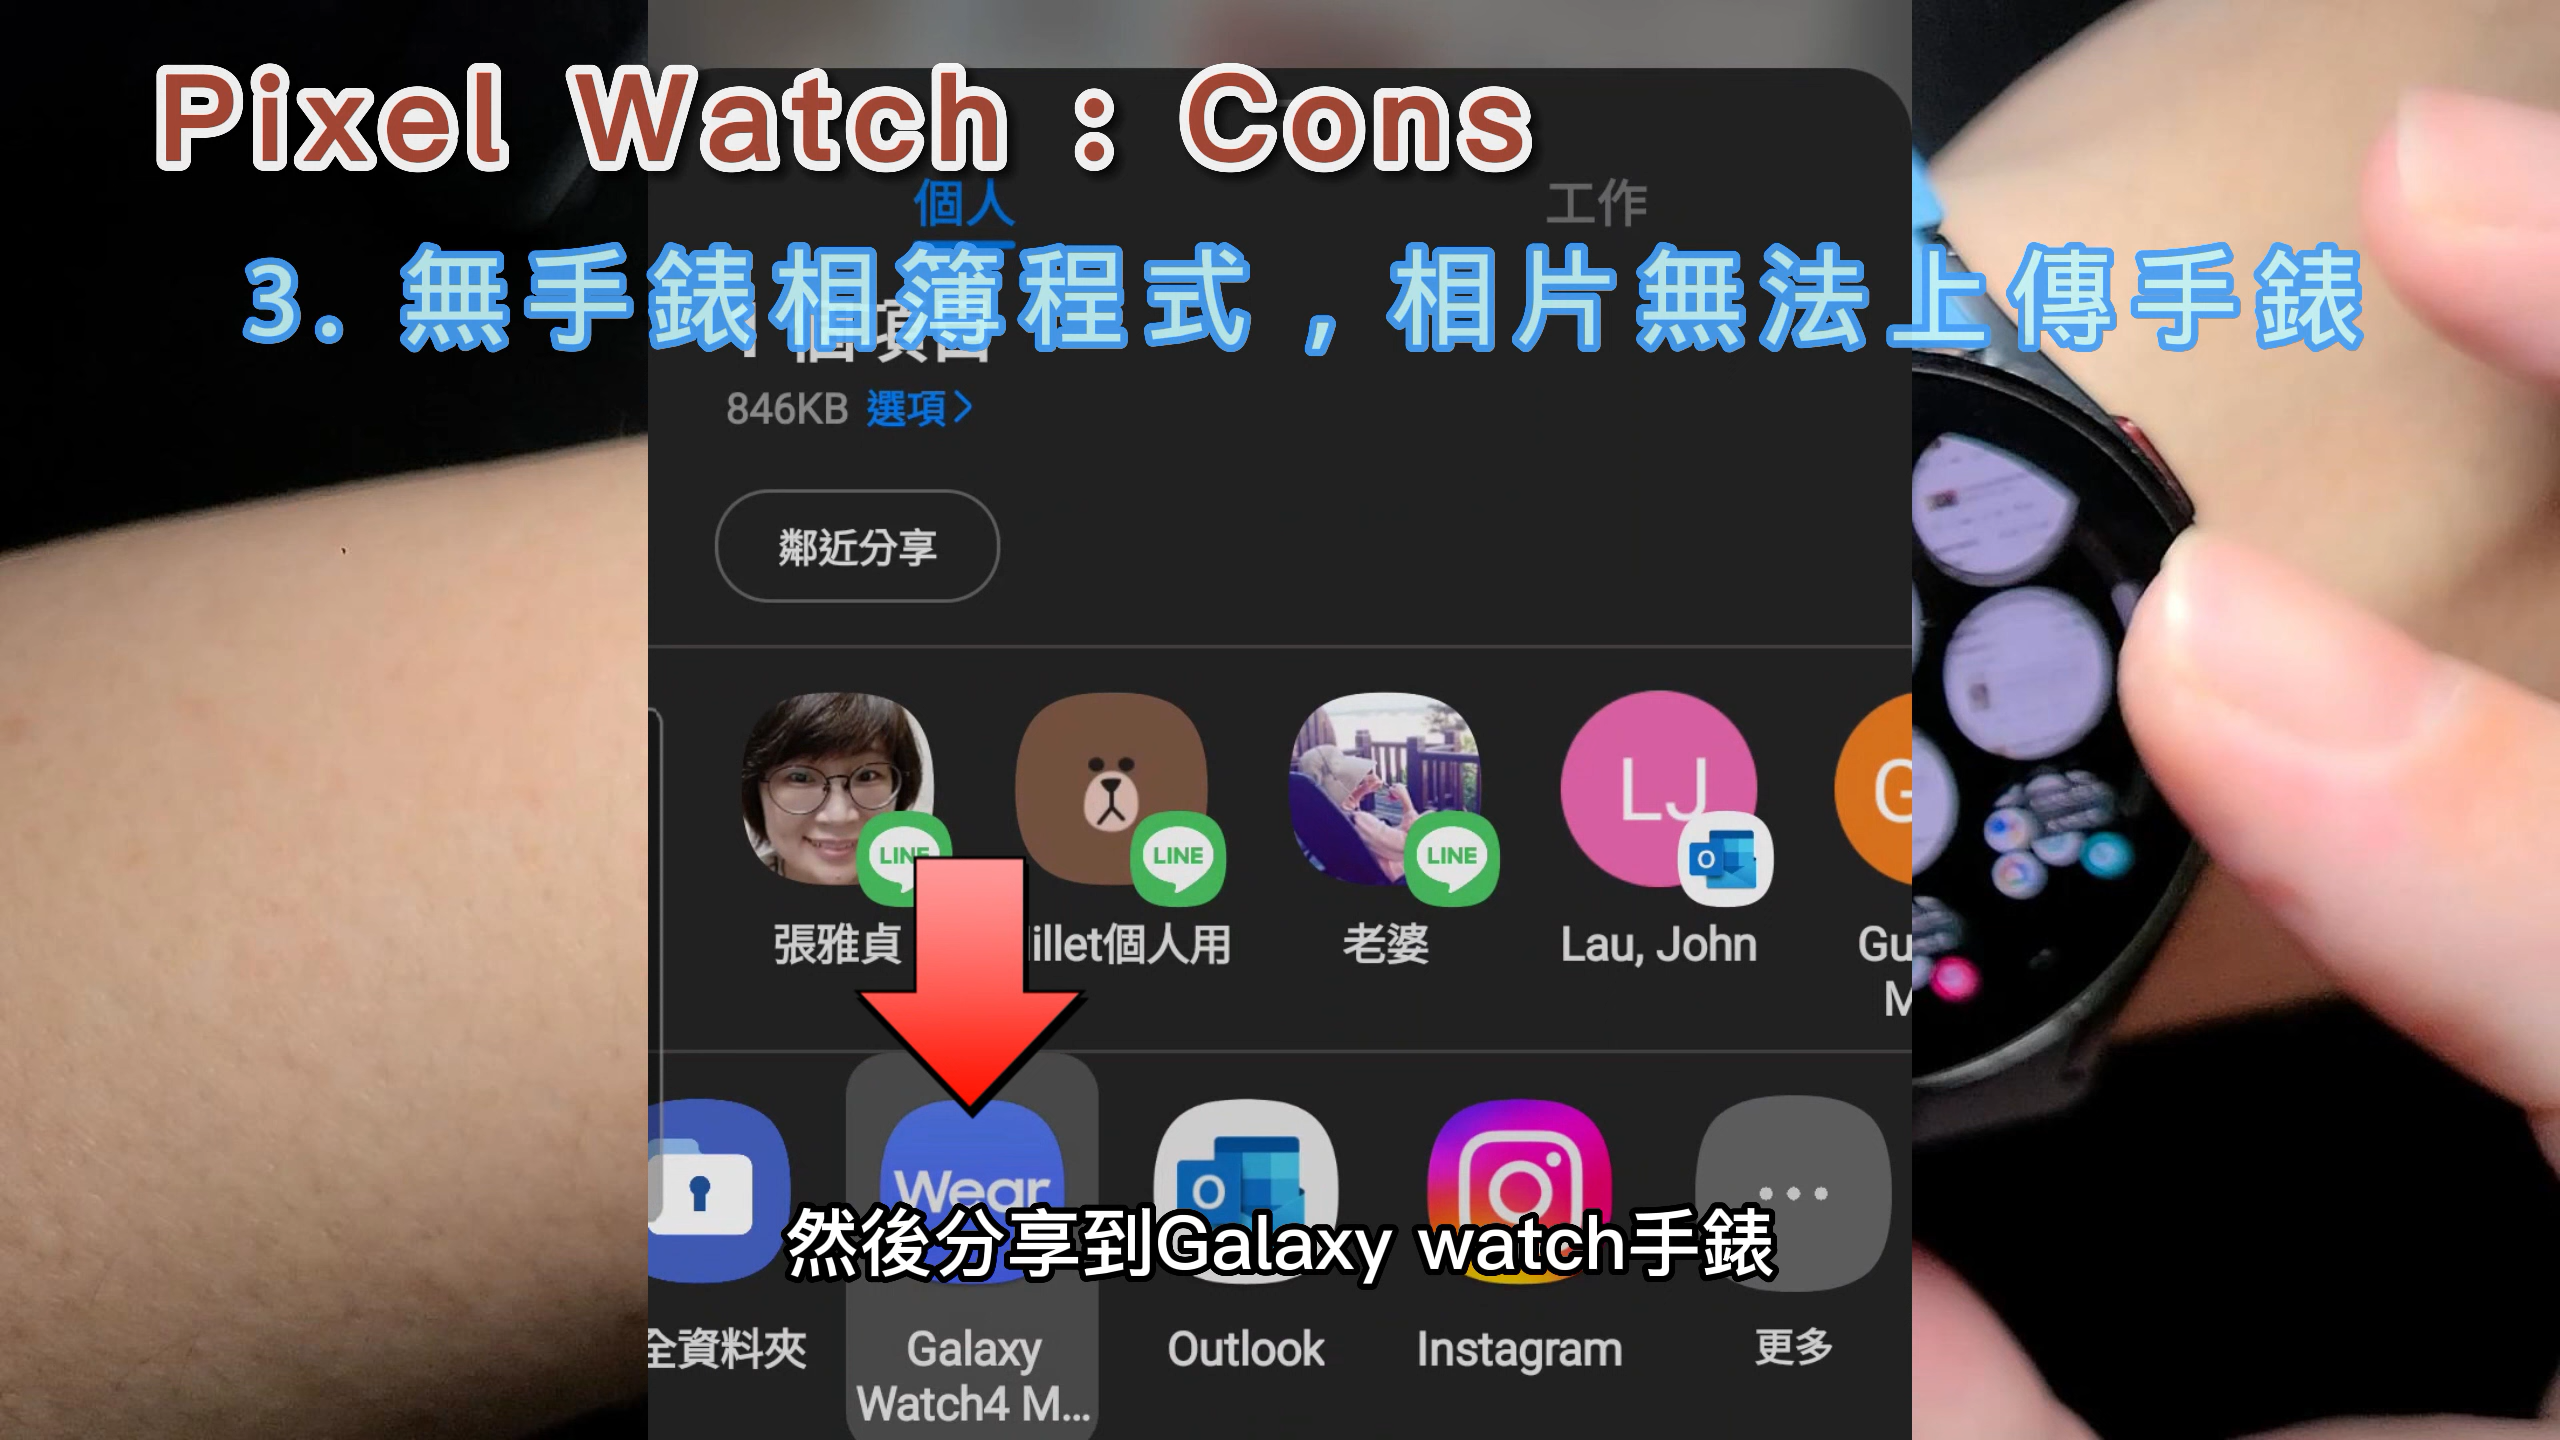 Pixel Watch : Cons
個人 工作
3. 無手錶相簿程式 , 相片無法上傳手錶
846KB 選項>
鄰近分享
LJ
LINE LINE LINE
張雅貞 illet個人用 老婆 Lau, John Gu
M
Wear
然後分享到Galaxy watch手錶
全資料夾 Galaxy Watch4 M... Outlook Instagram 更多